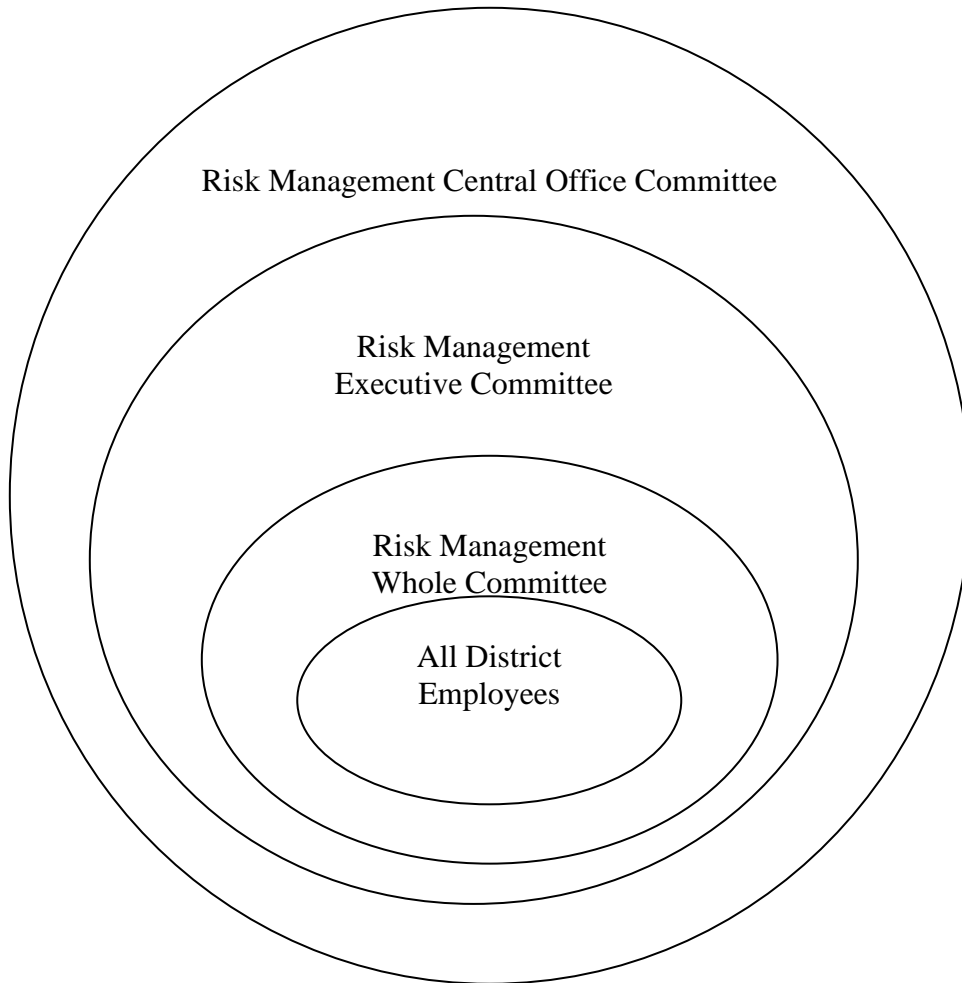 Risk Management Central Office Committee
Risk Management
Executive Committee
Risk Management
Whole Committee
All District
Employees